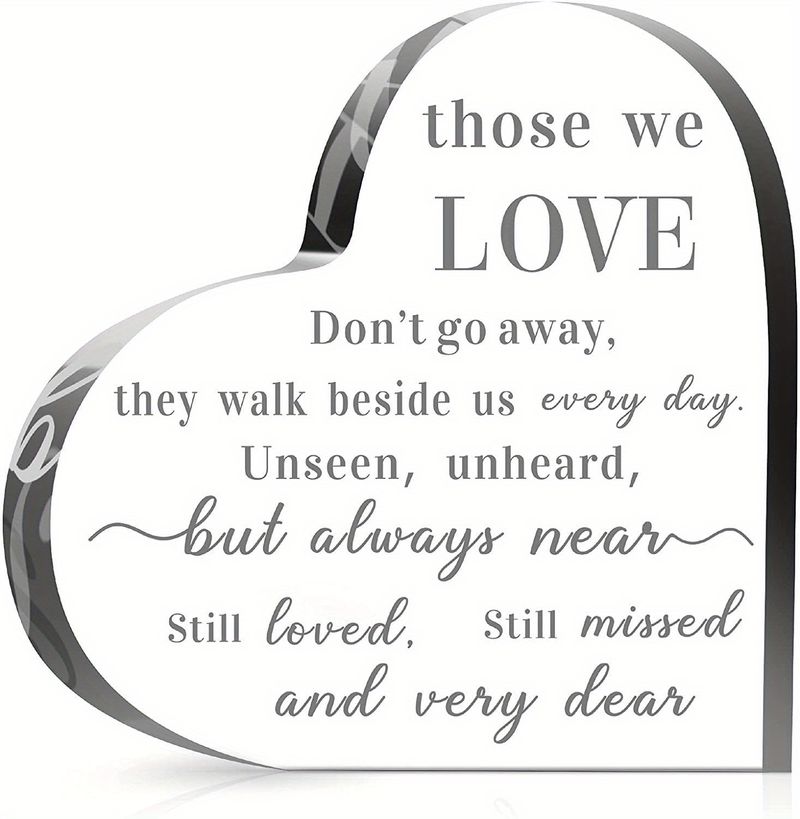 those we
LOVE
Don't go away,
they walk beside us every day.
Unseen, unheard,
but always near
Still loved, Still missed
and very dear